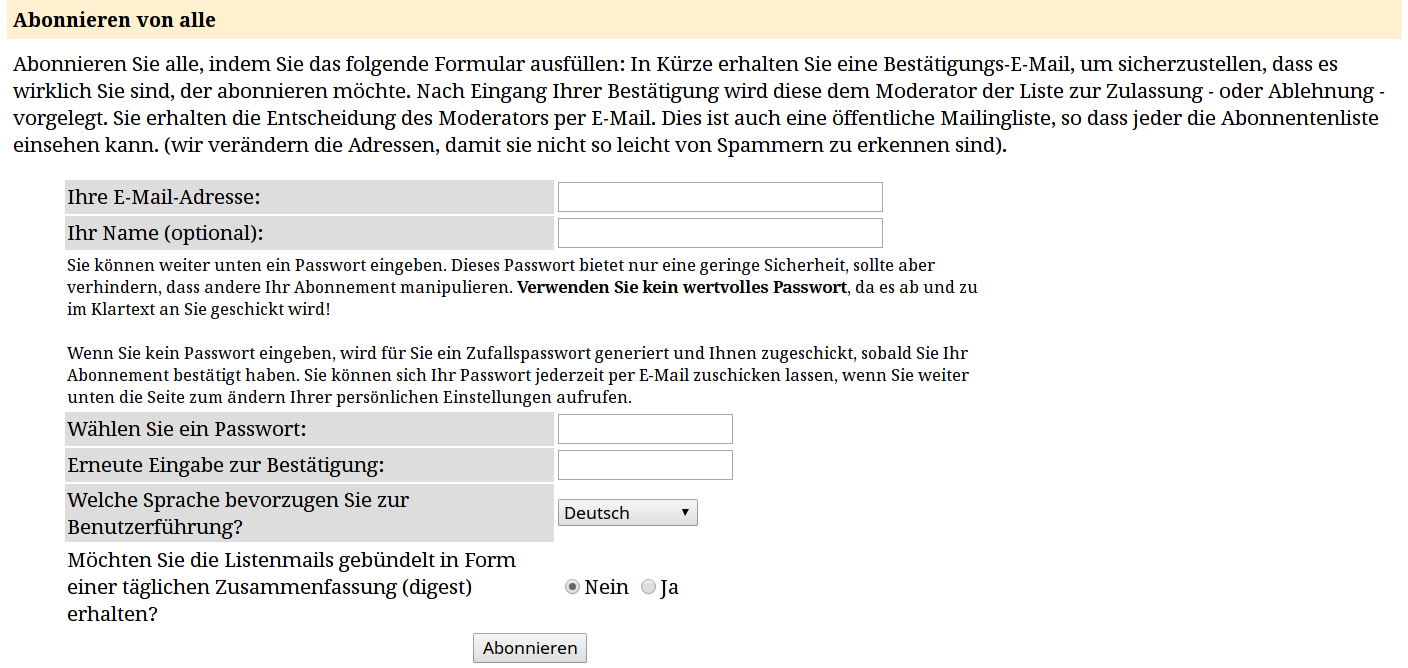 Abonnieren von alle
Abonnieren Sie alle, indem Sie das folgende Formular ausfüllen: In Kürze erhalten Sie eine Bestätigungs-E-Mail, um sicherzustellen, dass es
wirklich Sie sind, der abonnieren möchte. Nach Eingang Ihrer Bestätigung wird diese dem Moderator der Liste zur Zulassung - oder Ablehnung -
vorgelegt. Sie erhalten die Entscheidung des Moderators per E-Mail. Dies ist auch eine öffentliche Mailingliste, so dass jeder die Abonnentenliste
einsehen kann. (wir verändern die Adressen, damit sie nicht so leicht von Spammern zu erkennen sind).
Ihre E-Mail-Adresse:
Ihr Name (optional):
Sie können weiter unten ein Passwort eingeben. Dieses Passwort bietet nur eine geringe Sicherheit, sollte aber
verhindern, dass andere Ihr Abonnement manipulieren. Verwenden Sie kein wertvolles Passwort, da es ab und zu
im Klartext an Sie geschickt wird!
Wenn Sie kein Passwort eingeben, wird für Sie ein Zufallspasswort generiert und Ihnen zugeschickt, sobald Sie Ihr
Abonnement bestätigt haben. Sie können sich Ihr Passwort jederzeit per E-Mail zuschicken lassen, wenn Sie weiter
unten die Seite zum ändern Ihrer persönlichen Einstellungen aufrufen.
Wählen Sie ein Passwort:
Erneute Eingabe zur Bestätigung:
Welche Sprache bevorzugen Sie zur
Benutzerführung?
Deutsch
Möchten Sie die Listenmails gebündelt in Form
einer täglichen Zusammenfassung (digest)
erhalten?
Nein Ja
Abonnieren